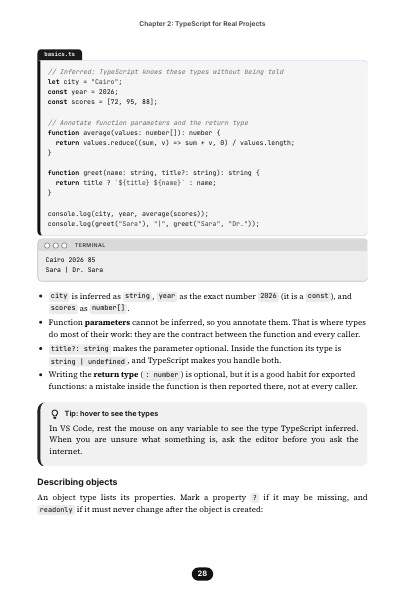 Chapter 2: TypeScript for Real Projects
basics.ts
// Inferred: TypeScript knows these types without being told
let city = "Cairo";
const year = 2026;
const scores = [72, 95, 88];
// Annotate function parameters and the return type
function average(values: number[]): number {
  return values.reduce((sum, v) => sum + v, 0) / values.length;
}
function greet(name: string, title?: string): string {
  return title ? `${title} ${name}` : name;
}
console.log(city, year, average(scores));
console.log(greet("Sara"), "|", greet("Sara", "Dr."));
TERMINAL
Cairo 2026 85
Sara | Dr. Sara
• city is inferred as string, year as the exact number 2026 (it is a const), and
scores as number[].
• Function parameters cannot be inferred, so you annotate them. That is where types
do most of their work: they are the contract between the function and every caller.
• title?: string makes the parameter optional. Inside the function its type is
string | undefined, and TypeScript makes you handle both.
• Writing the return type (: number) is optional, but it is a good habit for exported
functions: a mistake inside the function is then reported there, not at every caller.
Tip: hover to see the types
In VS Code, rest the mouse on any variable to see the type TypeScript inferred.
When you are unsure what something is, ask the editor before you ask the
internet.
Describing objects
An object type lists its properties. Mark a property ? if it may be missing, and
readonly if it must never change after the object is created:
28